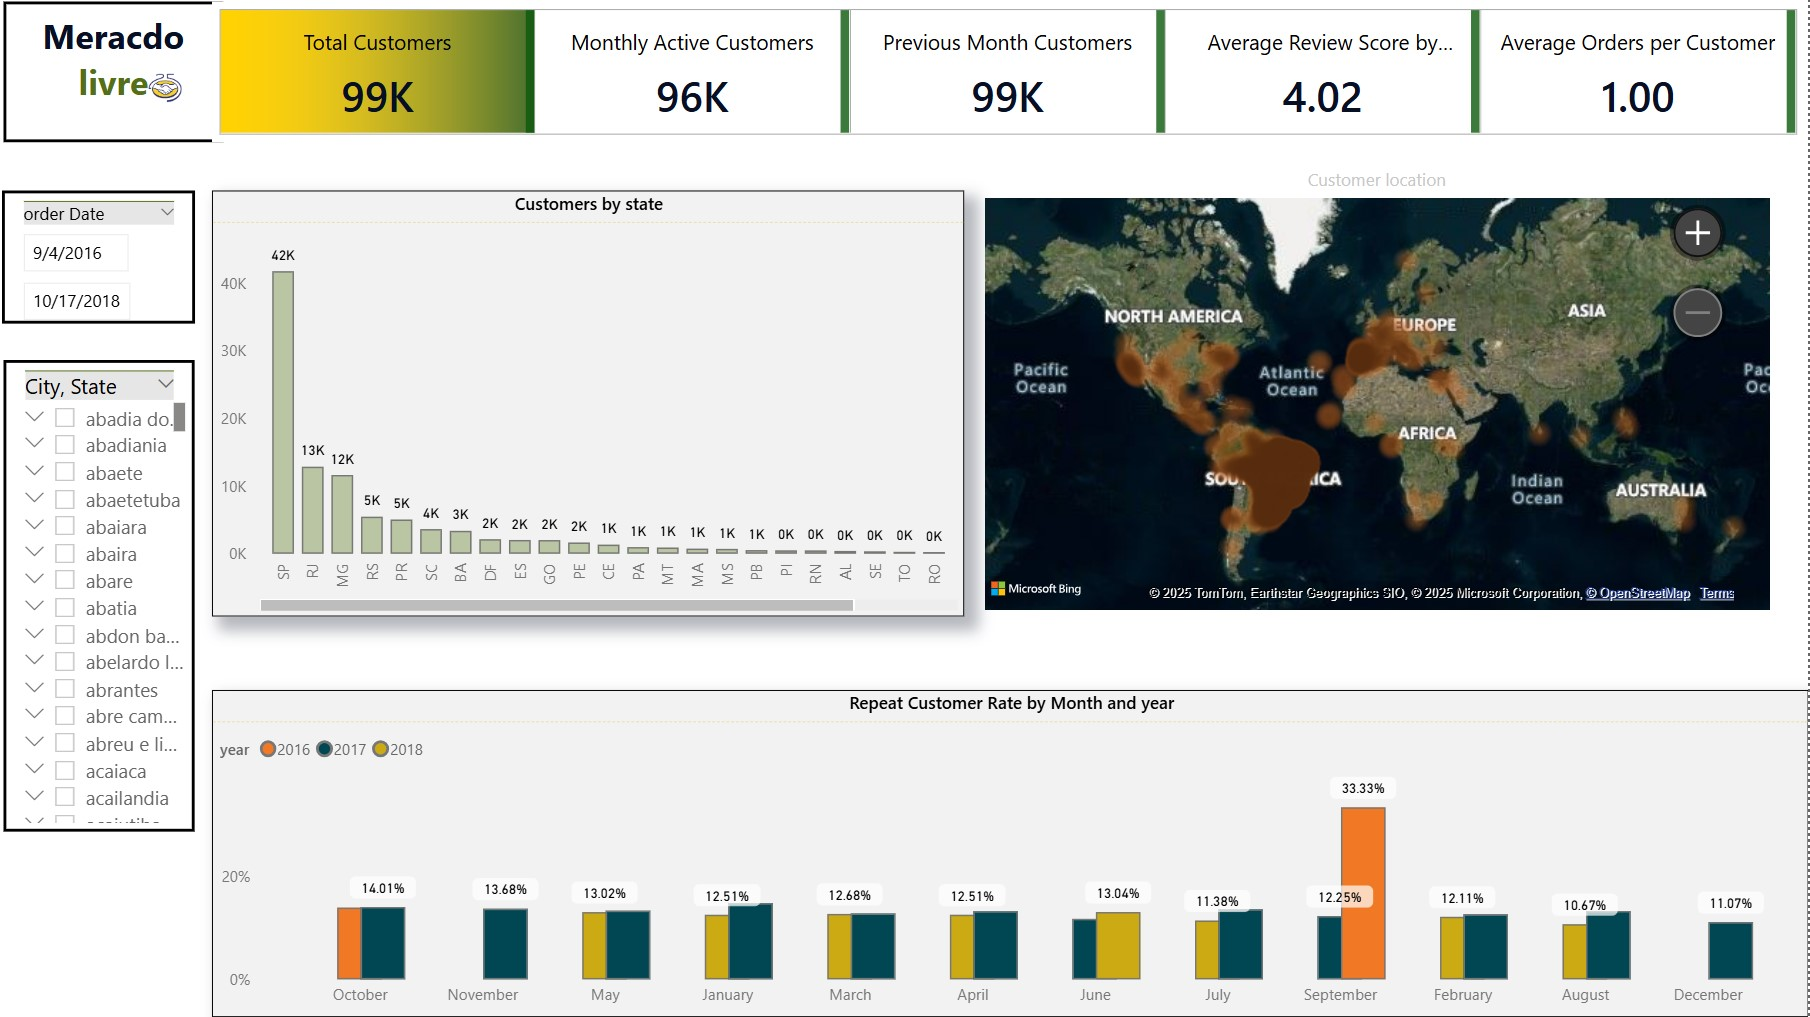 Meracdo
livre
Total Customers
99K
Monthly Active Customers
96K
Previous Month Customers
99K
Average Review Score by...
4.02
Average Orders per Customer
1.00
order Date
9/4/2016
10/17/2018
City, State
abadia do...
abadiania
abaete
abaetetuba
abaiara
abaira
abare
abatia
abdon ba...
abelardo l...
abrantes
abre cam...
abreu e li...
acaiaca
acailandia
Customers by state
42K
13K
12K
5K
5K
4K
3K
2K
2K
2K
2K
1K
1K
1K
1K
1K
1K
0K
0K
0K
0K
0K
0K
40K
30K
20K
10K
0K
SP
RJ
MG
RS
PR
SC
BA
DF
ES
GO
PE
CE
PA
MT
MA
MS
PB
PI
RN
AL
SE
TO
RO
Customer location
NORTH AMERICA
EUROPE
ASIA
Pacific
Ocean
Atlantic
Ocean
Pac
Oc
AFRICA
SOU ICA
Indian
Ocean
AUSTRALIA
Microsoft Bing
© 2025 TomTom, Earthstar Geographics SIO, © 2025 Microsoft Corporation, © OpenStreetMap Terms
Repeat Customer Rate by Month and year
year 2016 2017 2018
20%
0%
14.01%
13.68%
13.02%
12.51%
12.68%
12.51%
13.04%
11.38%
12.25%
33.33%
12.11%
10.67%
11.07%
October
November
May
January
March
April
June
July
September
February
August
December